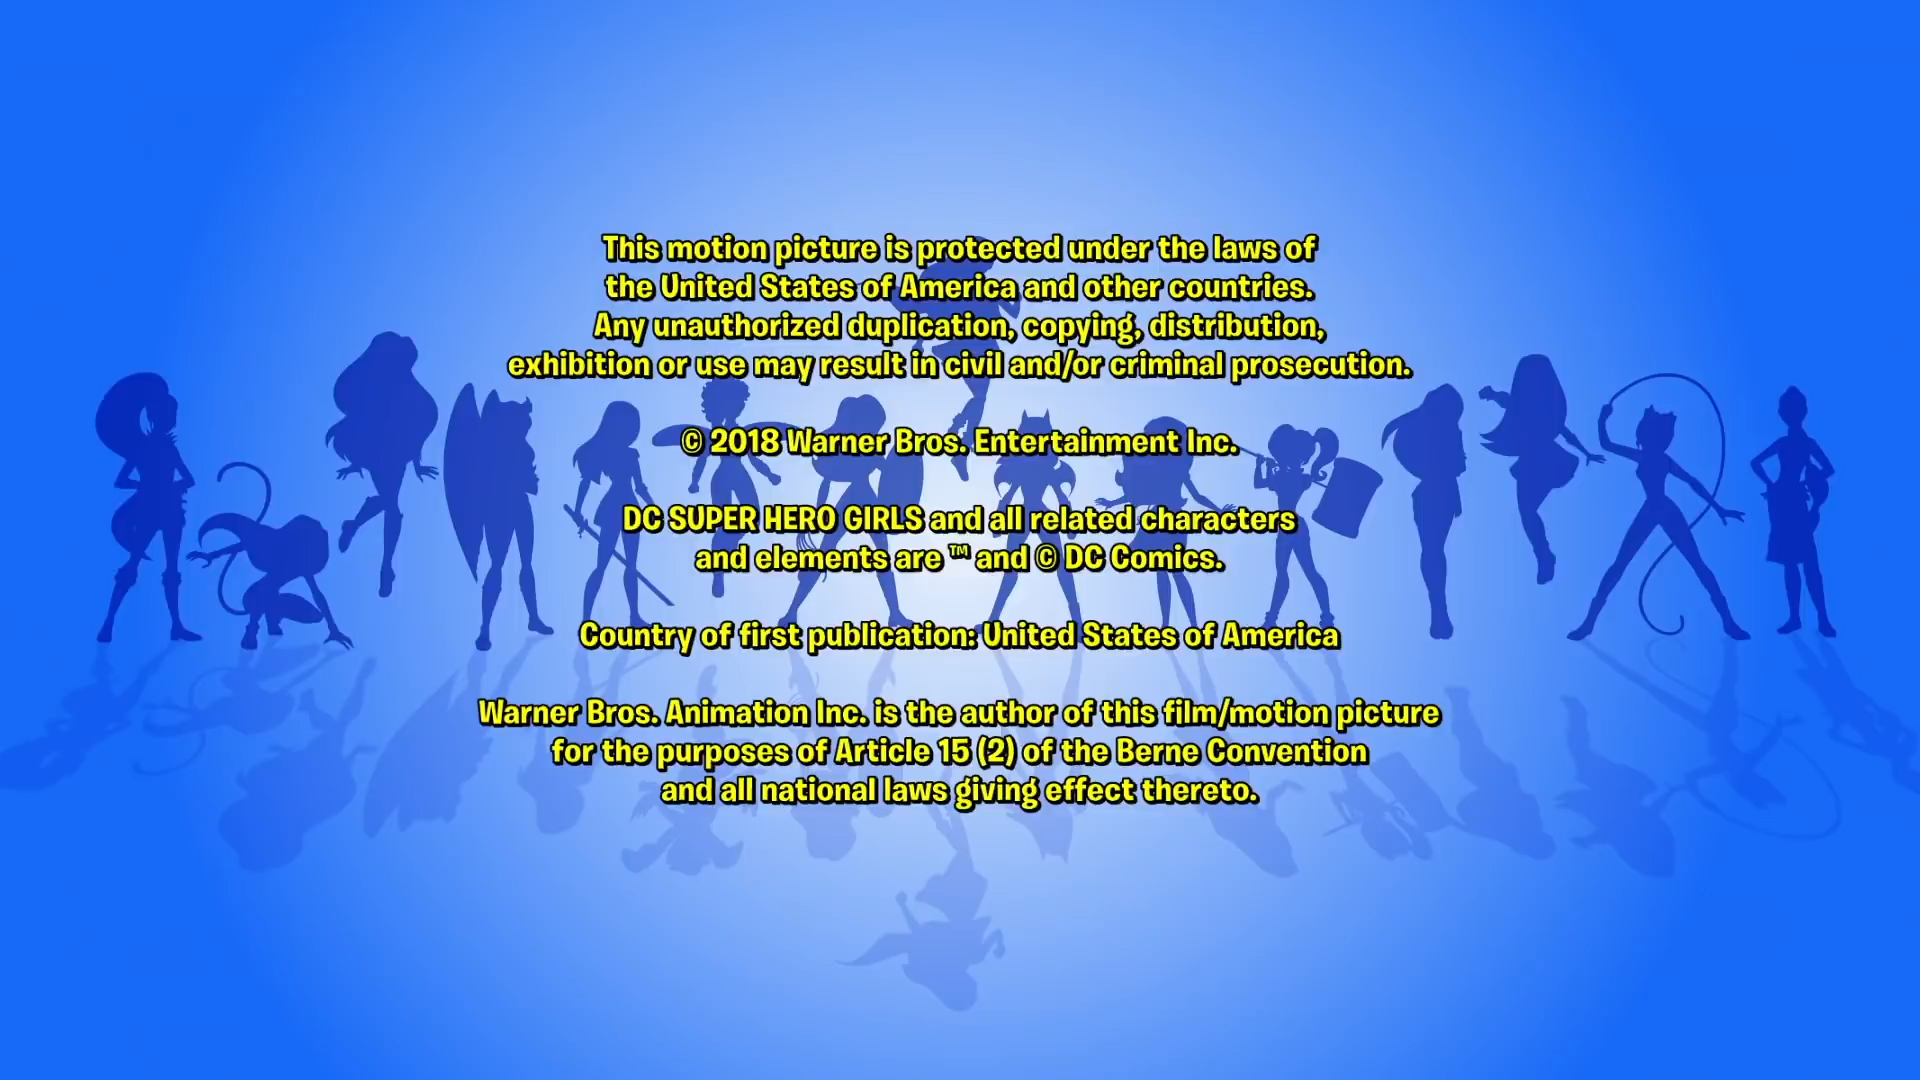 This motion picture is protected under the laws of
the United States of America and other countries.
Any unauthorized duplication, copying, distribution,
exhibition or use may result in civil and/or criminal prosecution.
© 2018 Warner Bros. Entertainment Inc.
DC SUPER HERO GIRLS and all related characters
and elements are ™ and © DC Comics.
Country of first publication: United States of America
Warner Bros. Animation Inc. is the author of this film/motion picture
for the purposes of Article 15 (2) of the Berne Convention
and all national laws giving effect thereto.